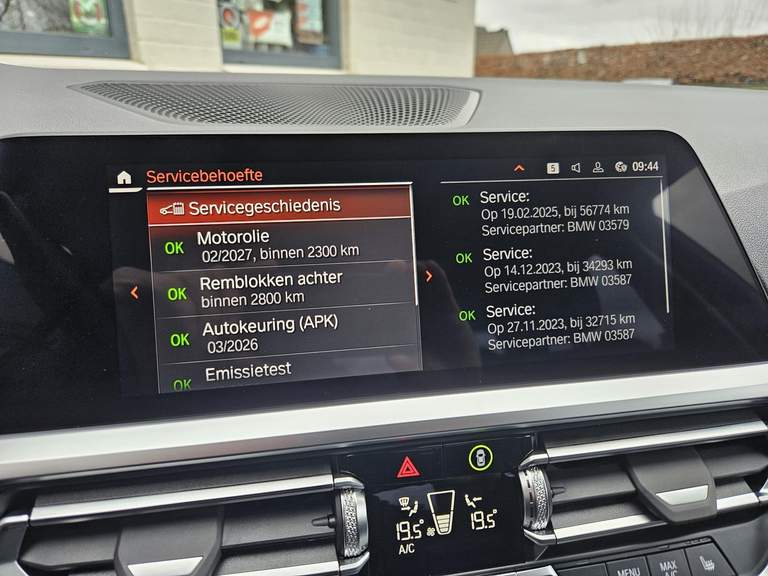 Servicebehoefte
5
09:44
Servicegeschiedenis
OK Motorolie
02/2027, binnen 2300 km
OK Remblokken achter
binnen 2800 km
OK Autokeuring (APK)
03/2026
OK Emissietest
OK Service:
Op 19.02.2025, bij 56774 km
Servicepartner: BMW 03579
OK Service:
Op 14.12.2023, bij 34293 km
Servicepartner: BMW 03587
OK Service:
Op 27.11.2023, bij 32715 km
Servicepartner: BMW 03587
19.5° 19.5°
A/C
MENU
MAX
A/C